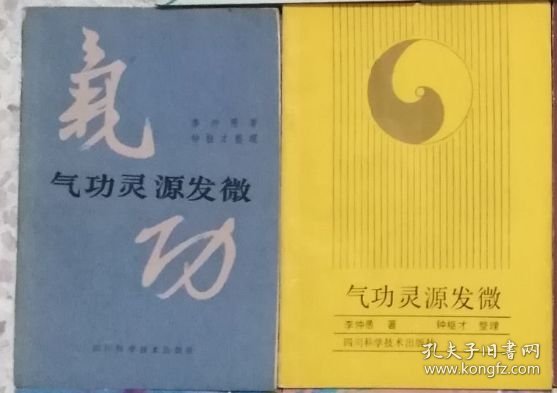 氣
李仲愚 著
钟枢才 整理
气功灵源发微
功
四川科学技术出版社
气功灵源发微
李仲愚 著 钟枢才 整理
四川科学技术出版社
孔夫子旧书网
www.kongfz.com